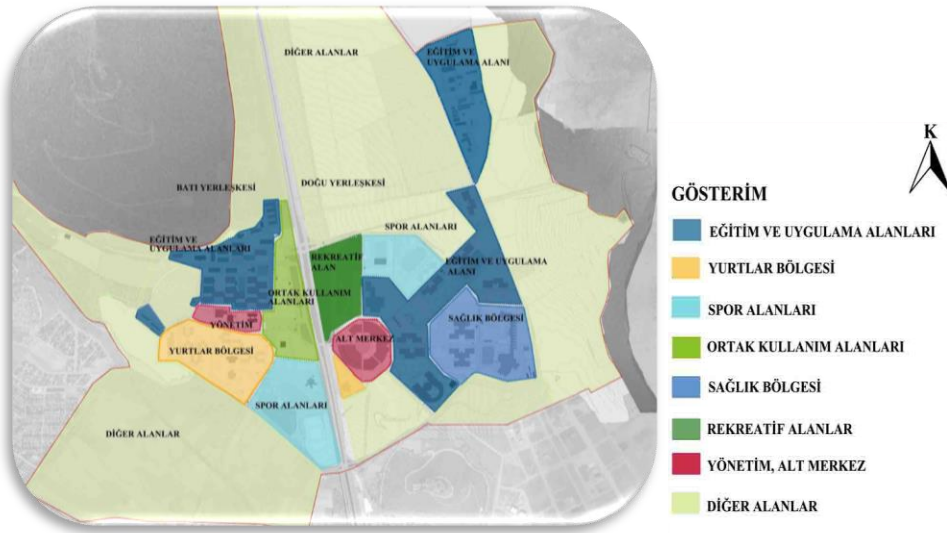 DİĞER ALANLAR
EĞİTİM VE
UYGULAMA ALANI
BATI YERLEŞKESİ
DOĞU YERLEŞKESİ
SPOR ALANLARI
EĞİTİM VE
UYGULAMA ALANLARI
REKREATİF
ALAN
EĞİTİM VE UYGULAMA
ALANI
ORTAK KULLANIM
ALANLARI
SAĞLIK BÖLGESİ
YÖNETİM
ALT MERKEZ
YURTLAR BÖLGESİ
SPOR ALANLARI
DİĞER ALANLAR
K
GÖSTERİM
EĞİTİM VE UYGULAMA ALANLARI
YURTLAR BÖLGESİ
SPOR ALANLARI
ORTAK KULLANIM ALANLARI
SAĞLIK BÖLGESİ
REKREATİF ALANLAR
YÖNETİM, ALT MERKEZ
DİĞER ALANLAR